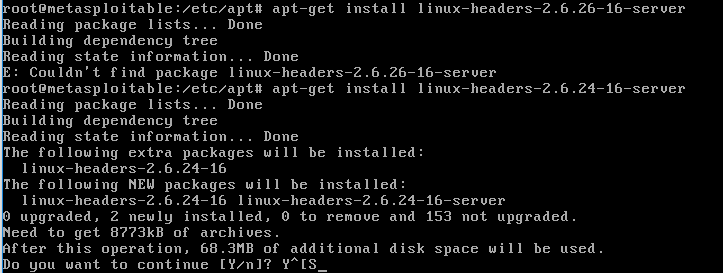 root@metasploitable:/etc/apt# apt-get install linux-headers-2.6.26-16-server
Reading package lists... Done
Building dependency tree
Reading state information... Done
E: Couldn't find package linux-headers-2.6.26-16-server
root@metasploitable:/etc/apt# apt-get install linux-headers-2.6.24-16-server
Reading package lists... Done
Building dependency tree
Reading state information... Done
The following extra packages will be installed:
  linux-headers-2.6.24-16
The following NEW packages will be installed:
  linux-headers-2.6.24-16 linux-headers-2.6.24-16-server
0 upgraded, 2 newly installed, 0 to remove and 153 not upgraded.
Need to get 8773kB of archives.
After this operation, 68.3MB of additional disk space will be used.
Do you want to continue [Y/n]? Y^[S_